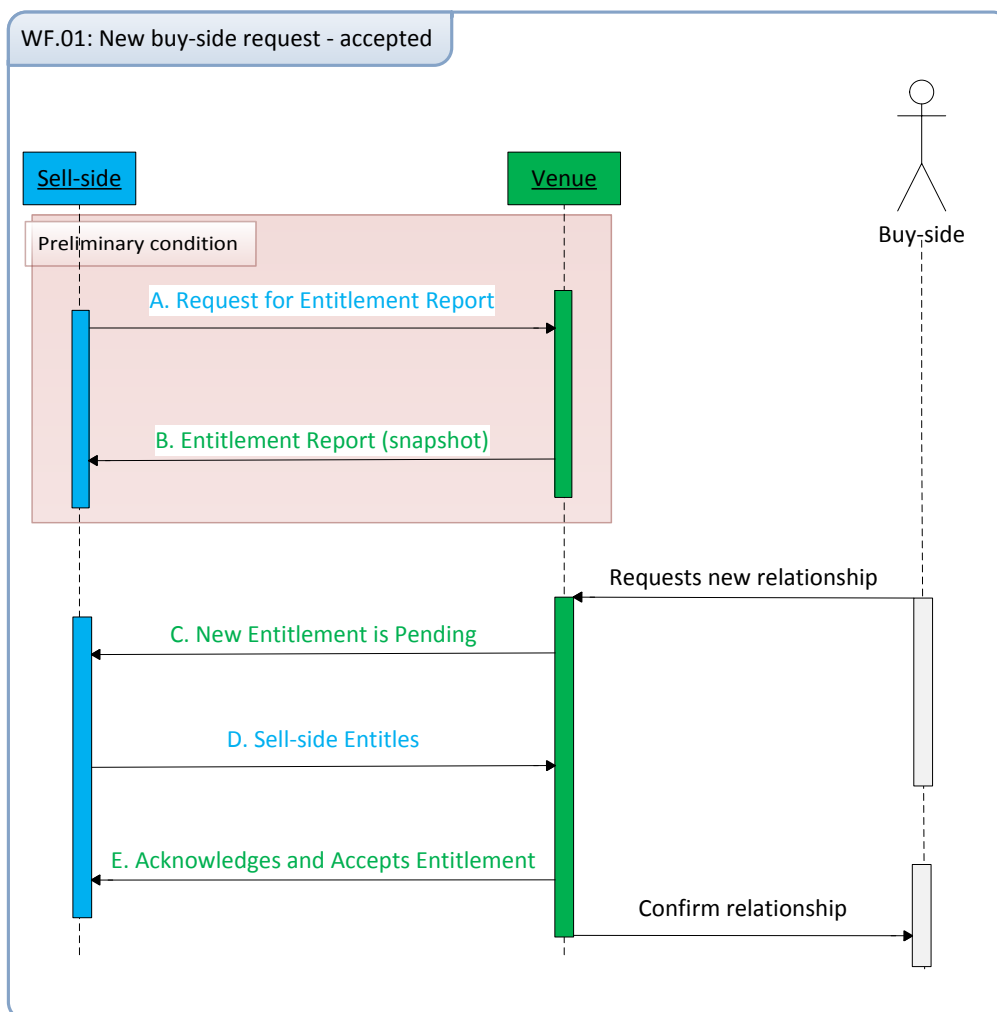 WF.01: New buy-side request - accepted
Sell-side
Venue
Buy-side
Preliminary condition
A. Request for Entitlement Report
B. Entitlement Report (snapshot)
Requests new relationship
C. New Entitlement is Pending
D. Sell-side Entitles
E. Acknowledges and Accepts Entitlement
Confirm relationship